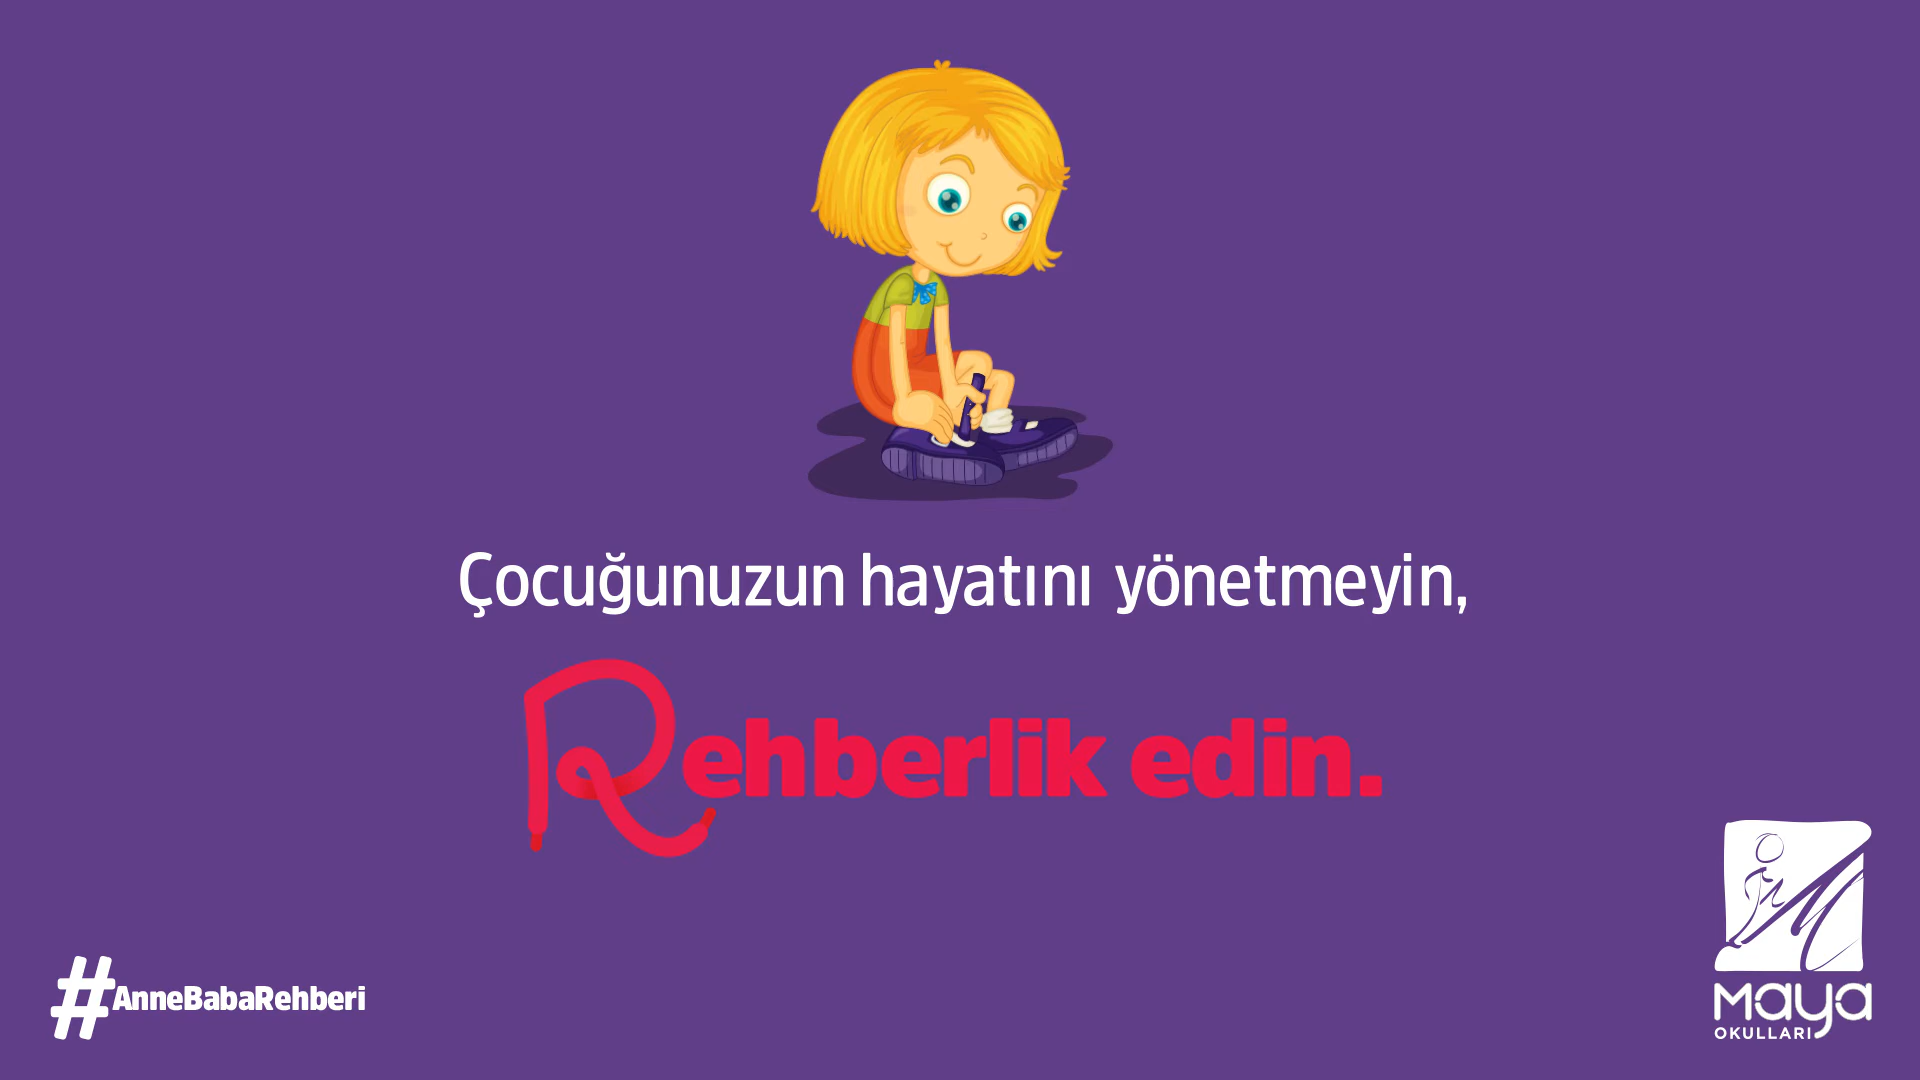 Çocuğunuzun hayatını yönetmeyin,
Rehberlik edin.
#AnneBabaRehberi
Maya
OKULLARI